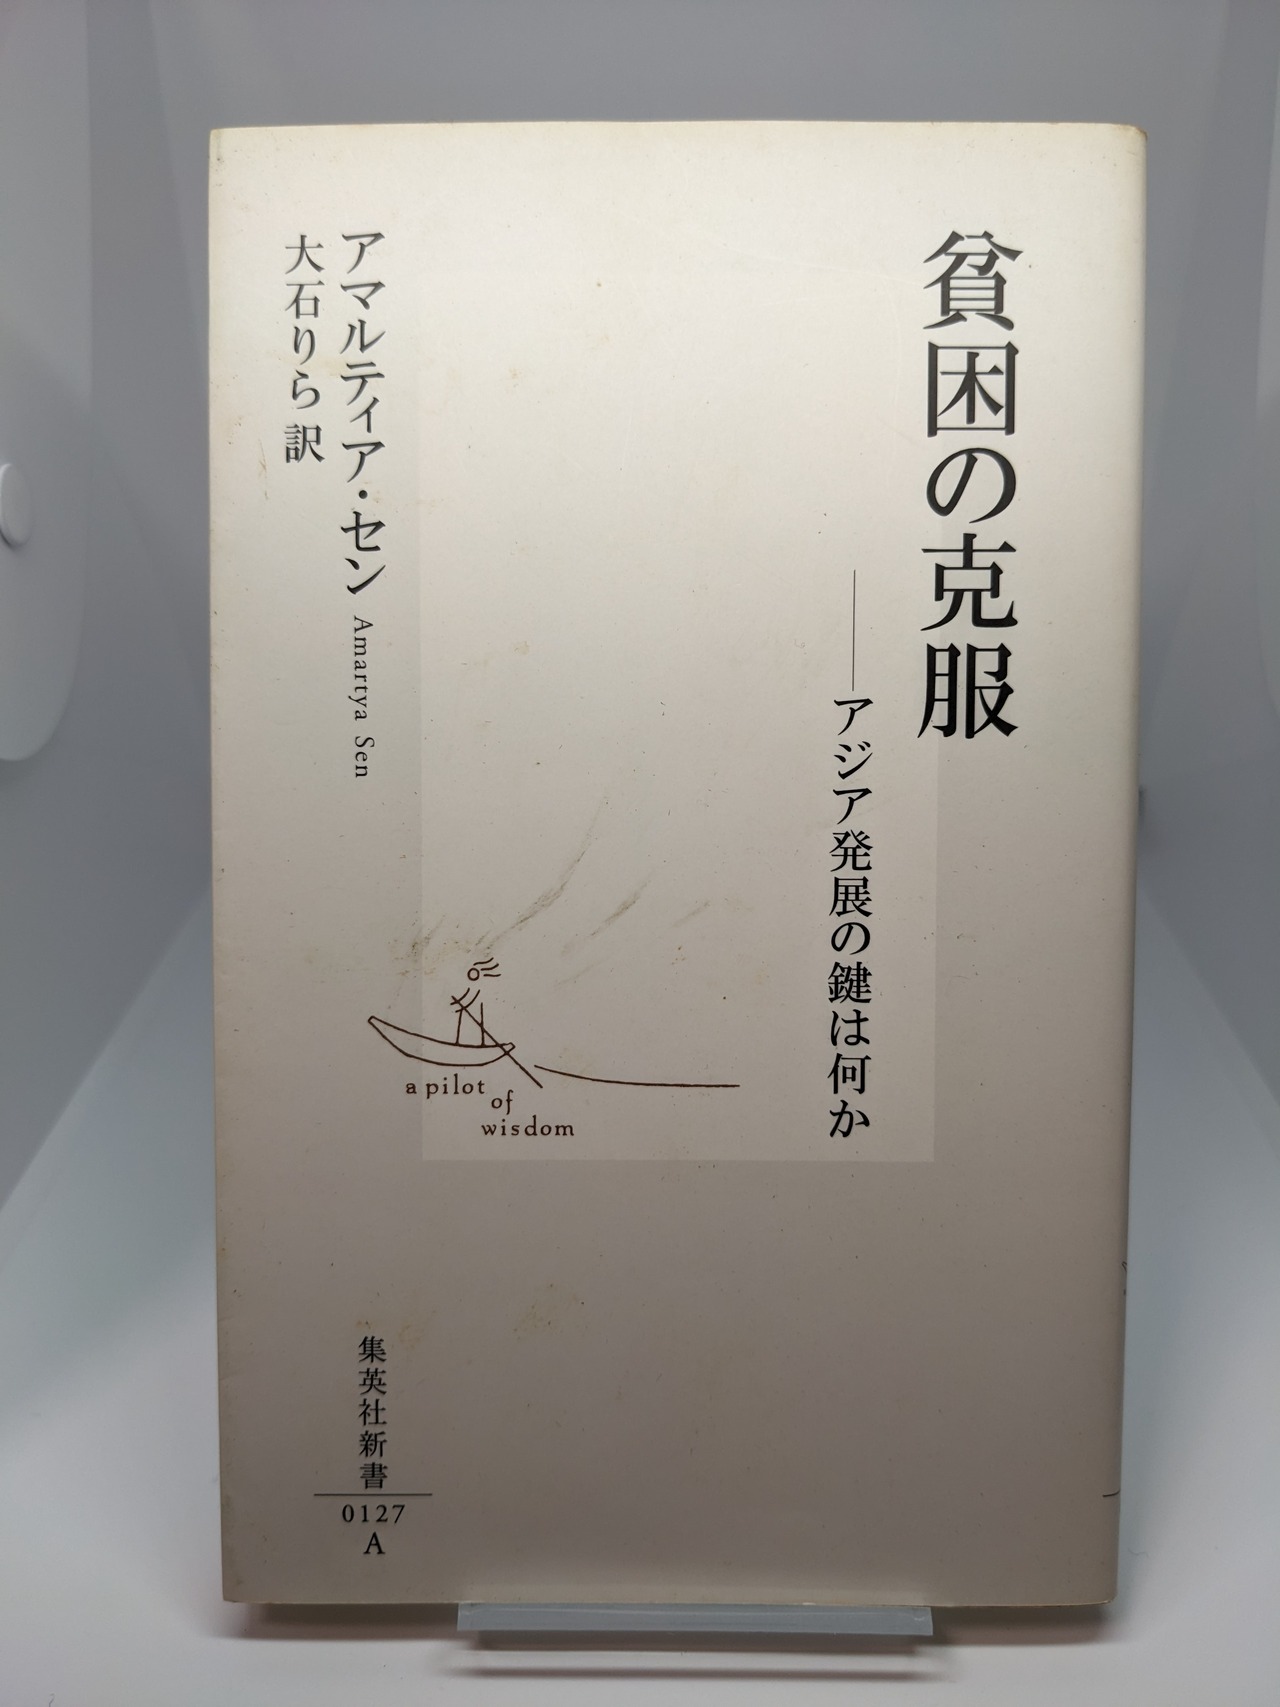 貧困の克服
──アジア発展の鍵は何か
アマルティア・セン Amartya Sen
大石りら 訳
a pilot
of
wisdom
集英社新書
0127
A